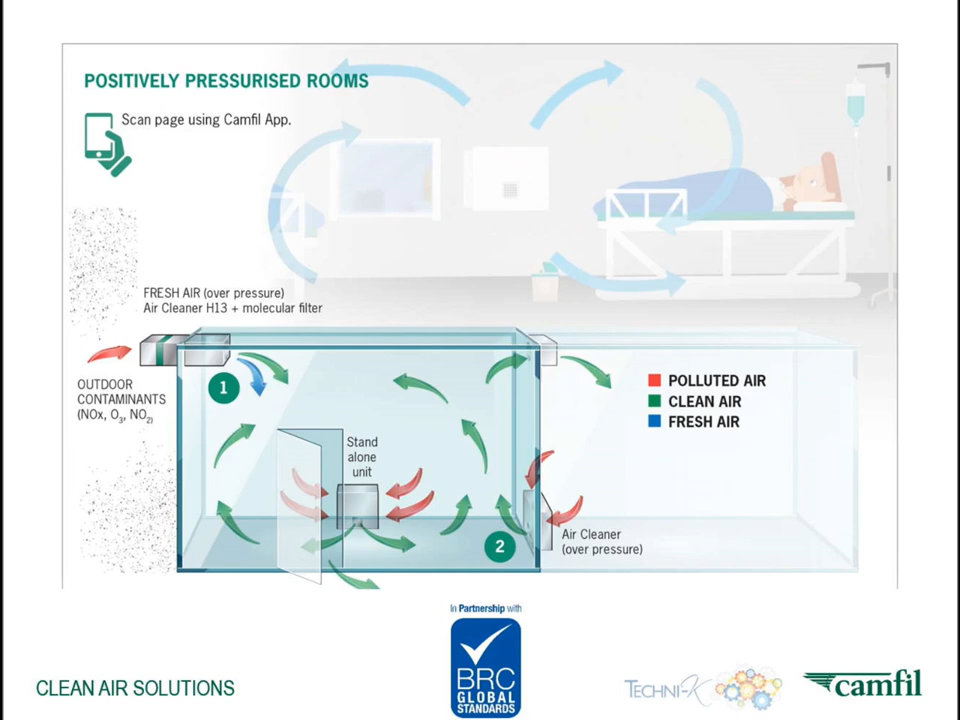 POSITIVELY PRESSURISED ROOMS
Scan page using Camfil App.
FRESH AIR (over pressure)
Air Cleaner H13 + molecular filter
OUTDOOR
CONTAMINANTS
(NOx, O3, NO2)
1
Stand
alone
unit
POLLUTED AIR
CLEAN AIR
FRESH AIR
2
Air Cleaner
(over pressure)
In Partnership with
BRC
GLOBAL
STANDARDS
CLEAN AIR SOLUTIONS
TECHNI-K
camfil